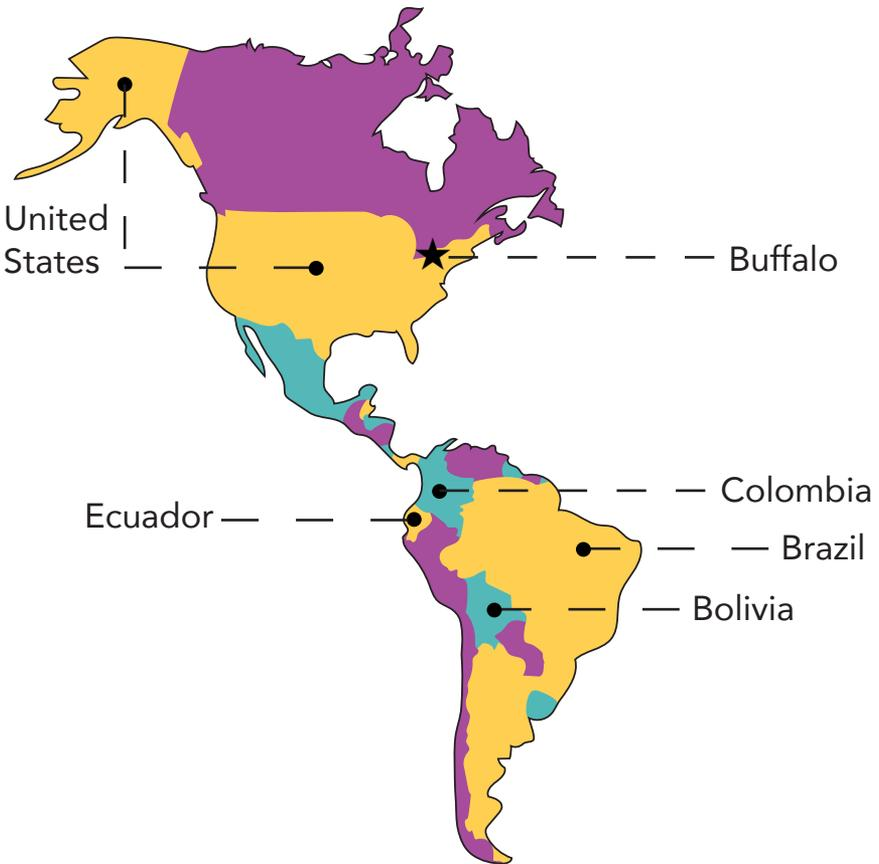 United
States
Buffalo
Colombia
Ecuador
Brazil
Bolivia